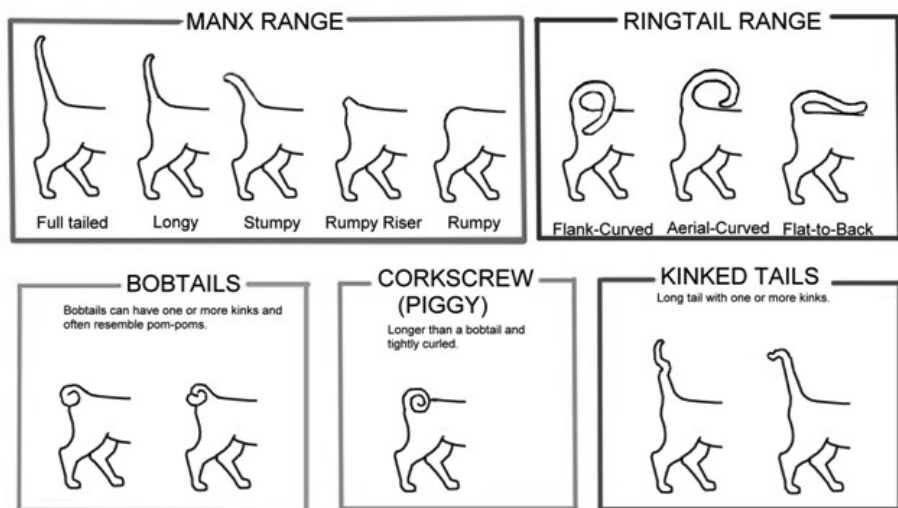 MANX RANGE
Full tailed
Longy
Stumpy
Rumpy Riser
Rumpy
RINGTAIL RANGE
Flank-Curved
Aerial-Curved
Flat-to-Back
BOBTAILS
Bobtails can have one or more kinks and
often resemble pom-poms.
CORKSCREW
(PIGGY)
Longer than a bobtail and
tightly curled.
KINKED TAILS
Long tail with one or more kinks.